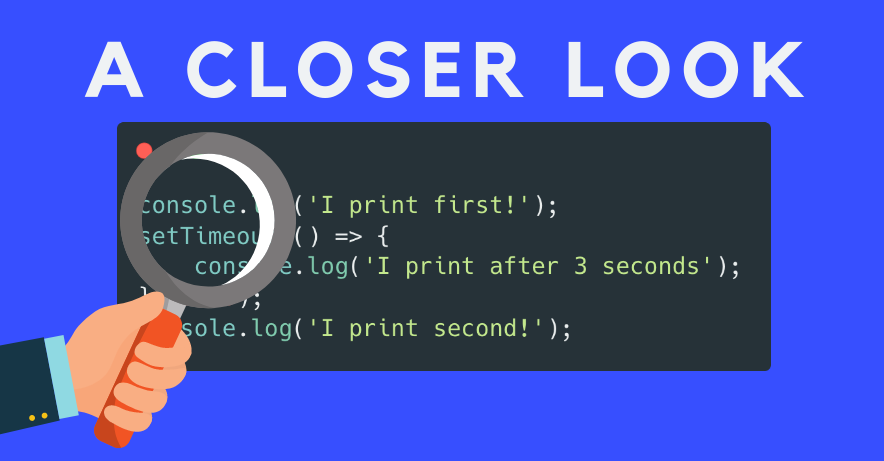 A CLOSER LOOK
console. ('I print first!');
setTimeou () => {
console.log('I print after 3 seconds');
} );
sole.log('I print second!');